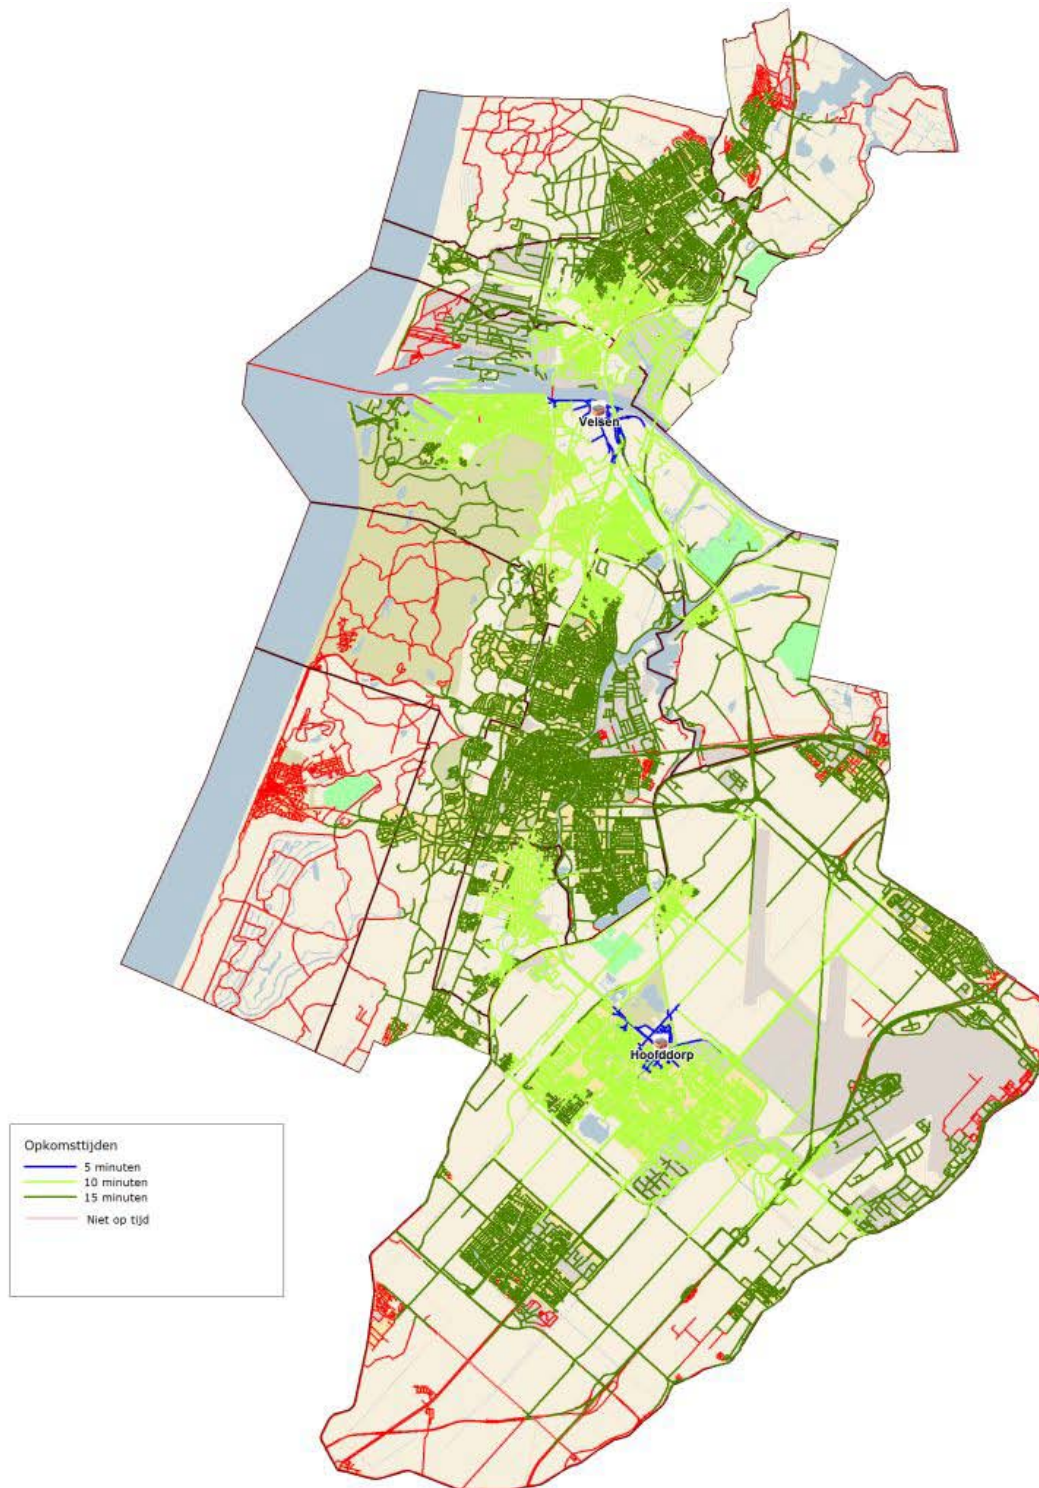 Velsen
Hoofddorp
Opkomsttijden
5 minuten
10 minuten
15 minuten
Niet op tijd